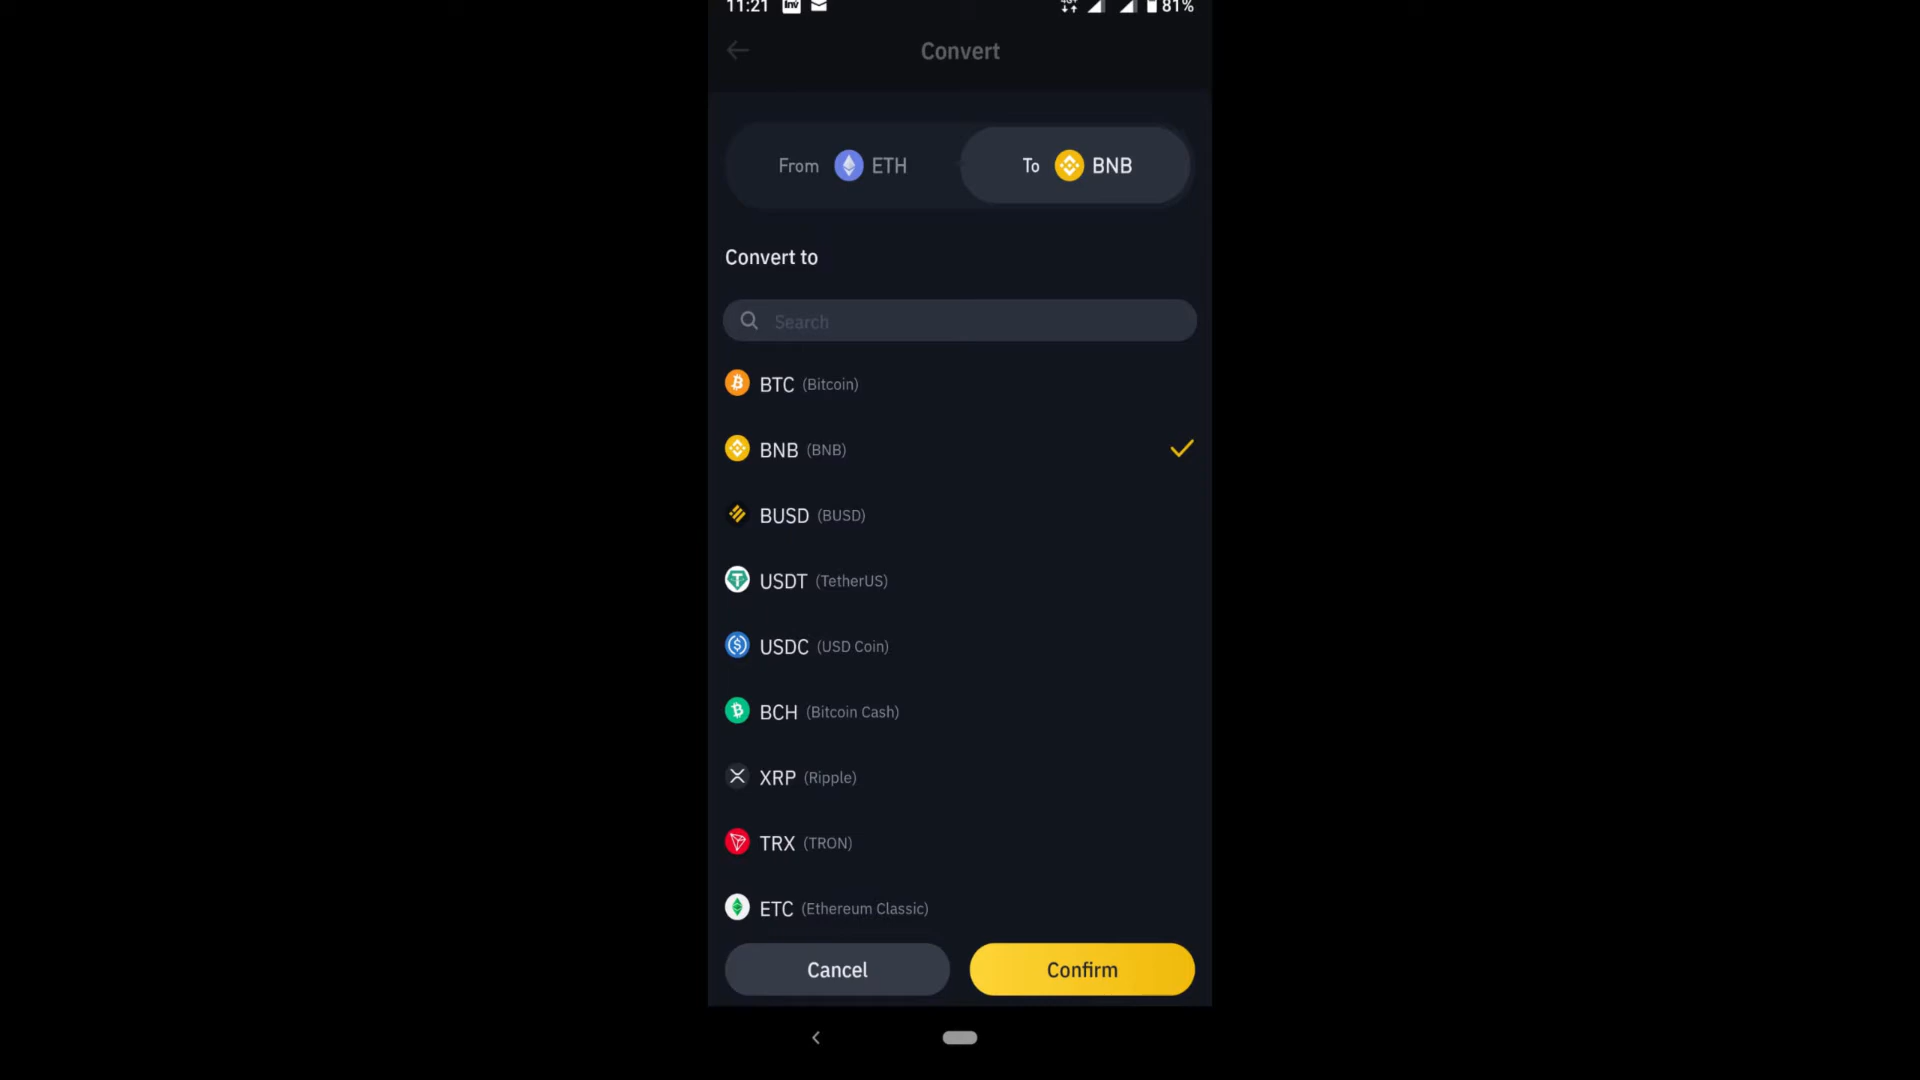 11:21 81%
Convert
From ETH To BNB
Convert to
Search
BTC (Bitcoin)
BNB (BNB)
BUSD (BUSD)
USDT (TetherUS)
USDC (USD Coin)
BCH (Bitcoin Cash)
XRP (Ripple)
TRX (TRON)
ETC (Ethereum Classic)
Cancel Confirm